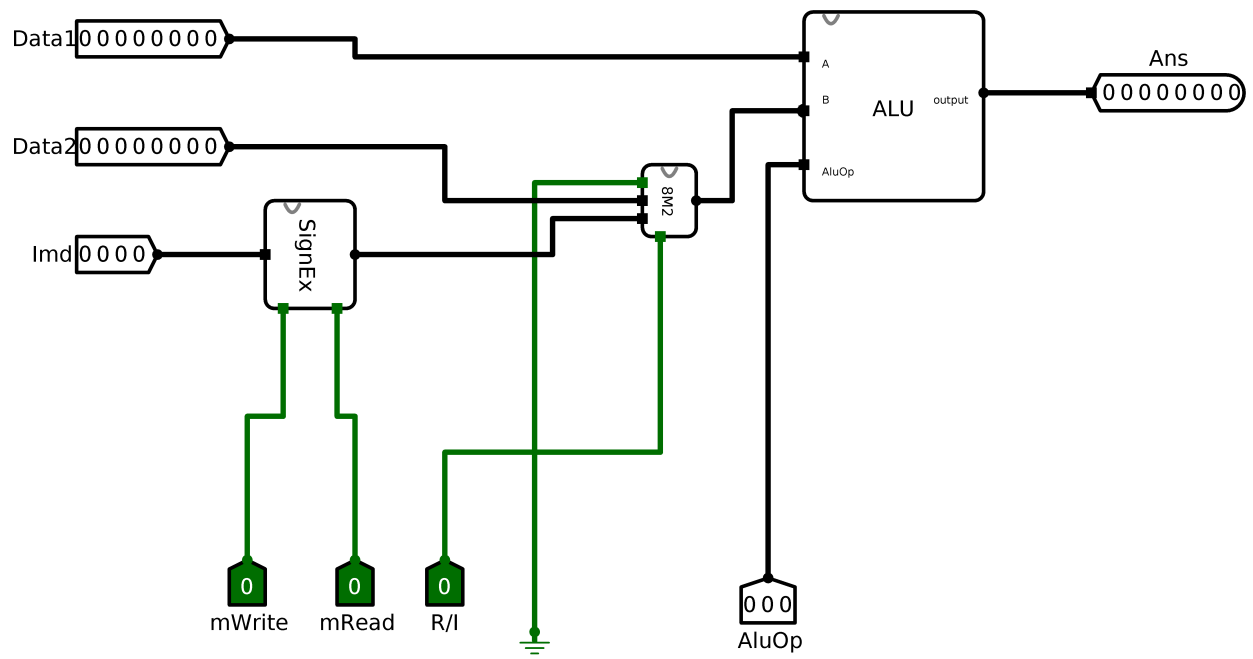 Data1 0 0 0 0 0 0 0 0
A
B
ALU
output
AluOp
Ans
0 0 0 0 0 0 0 0
Data2 0 0 0 0 0 0 0 0
8M2
Imd 0 0 0 0
SignEx
0
mWrite
0
mRead
0
R/I
0 0 0
AluOp